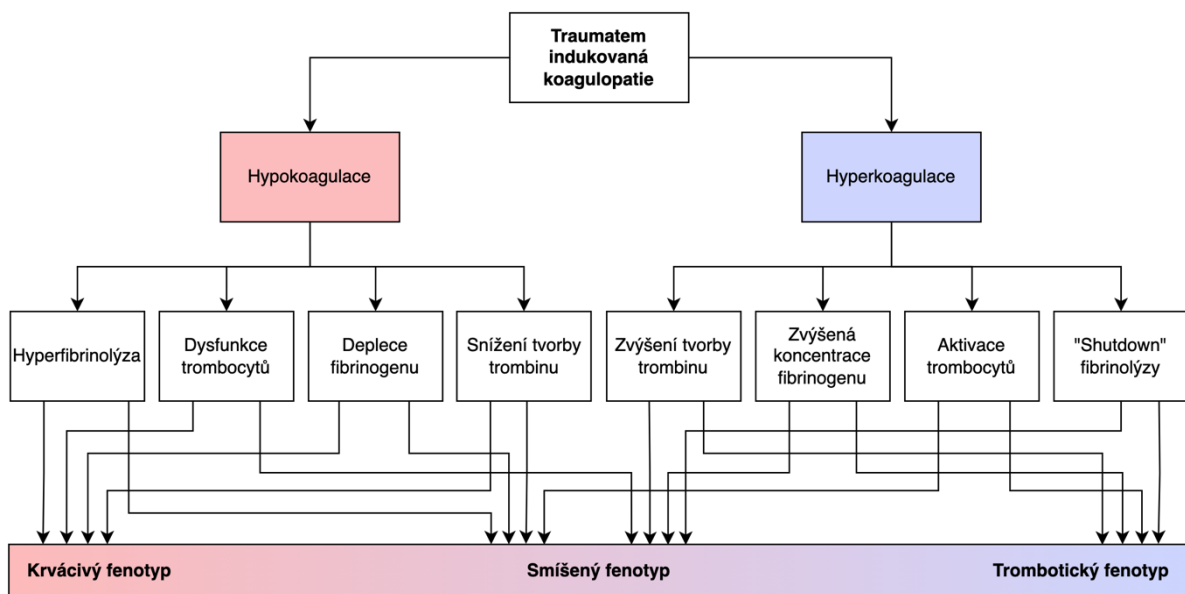 Traumatem
indukovaná
koagulopatie
Hypokoagulace
Hyperkoagulace
Hyperfibrinolýza
Dysfunkce
trombocytů
Deplece
fibrinogenu
Snížení tvorby
trombinu
Zvýšení tvorby
trombinu
Zvýšená
koncentrace
fibrinogenu
Aktivace
trombocytů
"Shutdown"
fibrinolýzy
Krvácivý fenotyp
Smíšený fenotyp
Trombotický fenotyp